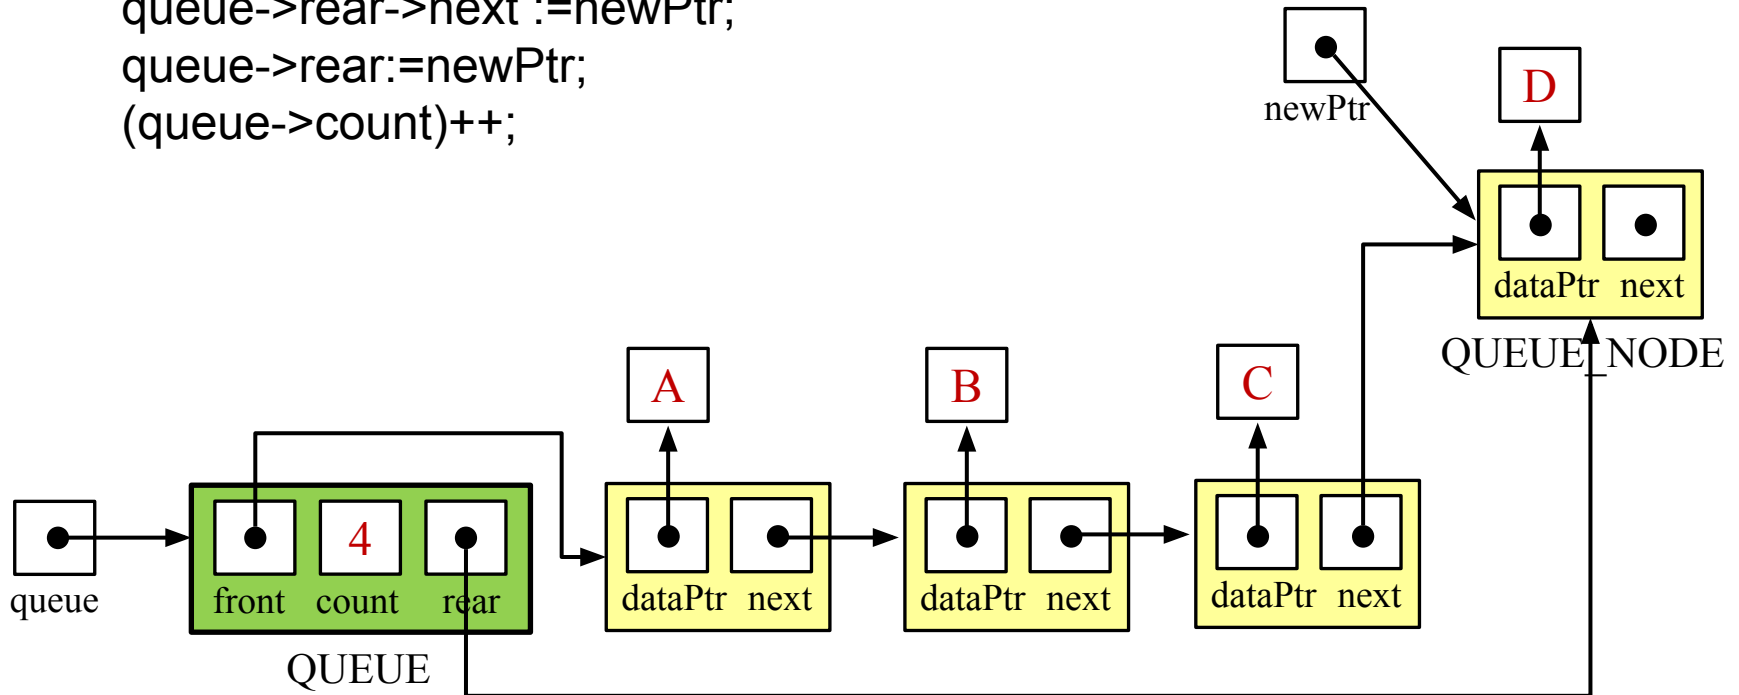 queue->rear->next :=newPtr;
queue->rear:=newPtr;
(queue->count)++;
newPtr
D
dataPtr next
QUEUE_NODE
A
B
C
4
queue
front count rear
dataPtr next
dataPtr next
dataPtr next
QUEUE